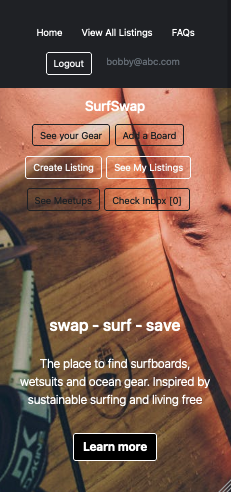 Home View All Listings FAQs
Logout bobby@abc.com
SurfSwap
See your Gear Add a Board
Create Listing See My Listings
See Meetups Check Inbox [0]
swap - surf - save
The place to find surfboards,
wetsuits and ocean gear. Inspired by
sustainable surfing and living free
Learn more